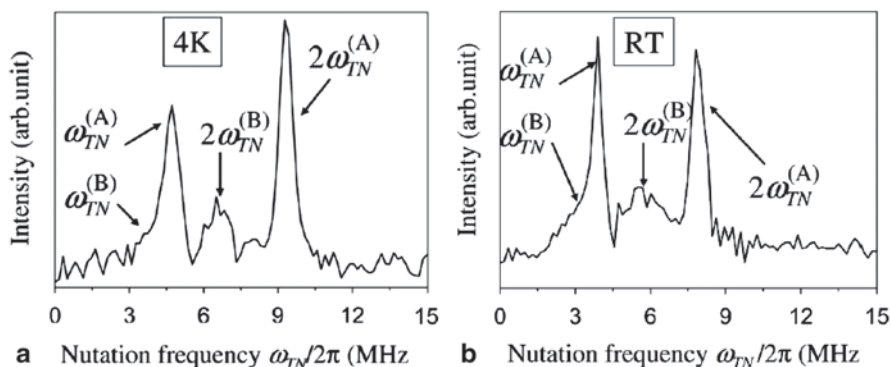 4K
Intensity (arb.unit)
ω_TN^(A)
ω_TN^(B)
2ω_TN^(B)
2ω_TN^(A)
0 3 6 9 12 15
a Nutation frequency ω_TN/2π (MHz
RT
Intensity (arb.unit)
ω_TN^(A)
ω_TN^(B)
2ω_TN^(B)
2ω_TN^(A)
0 3 6 9 12 15
b Nutation frequency ω_TN/2π (MHz